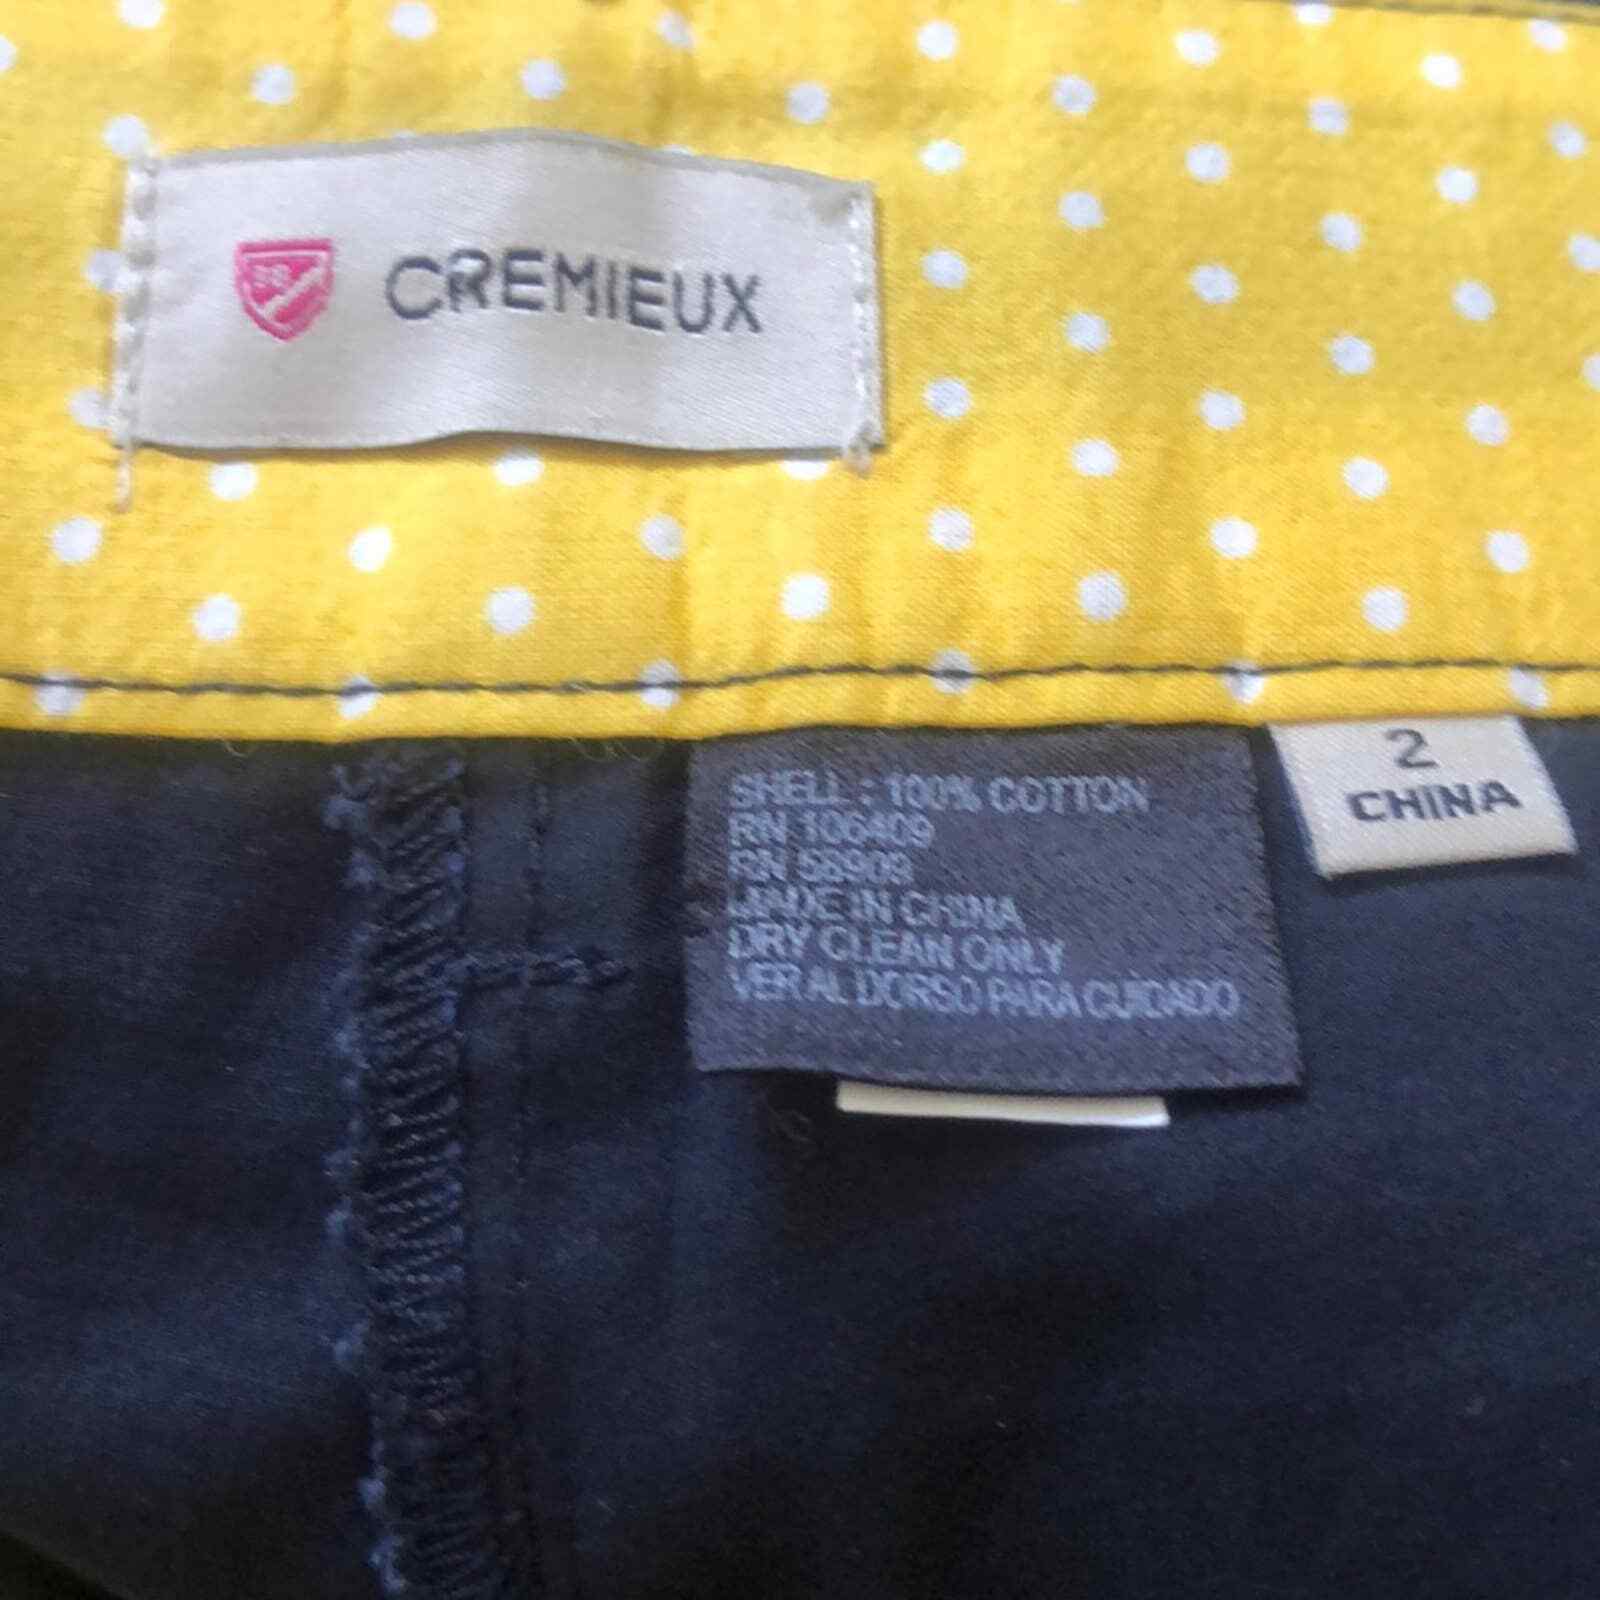 CREMIEUX
SHELL : 100% COTTON
RN 106409
RN 58909
MADE IN CHINA
DRY CLEAN ONLY
VER AL DORSO PARA CUIDADO
2
CHINA